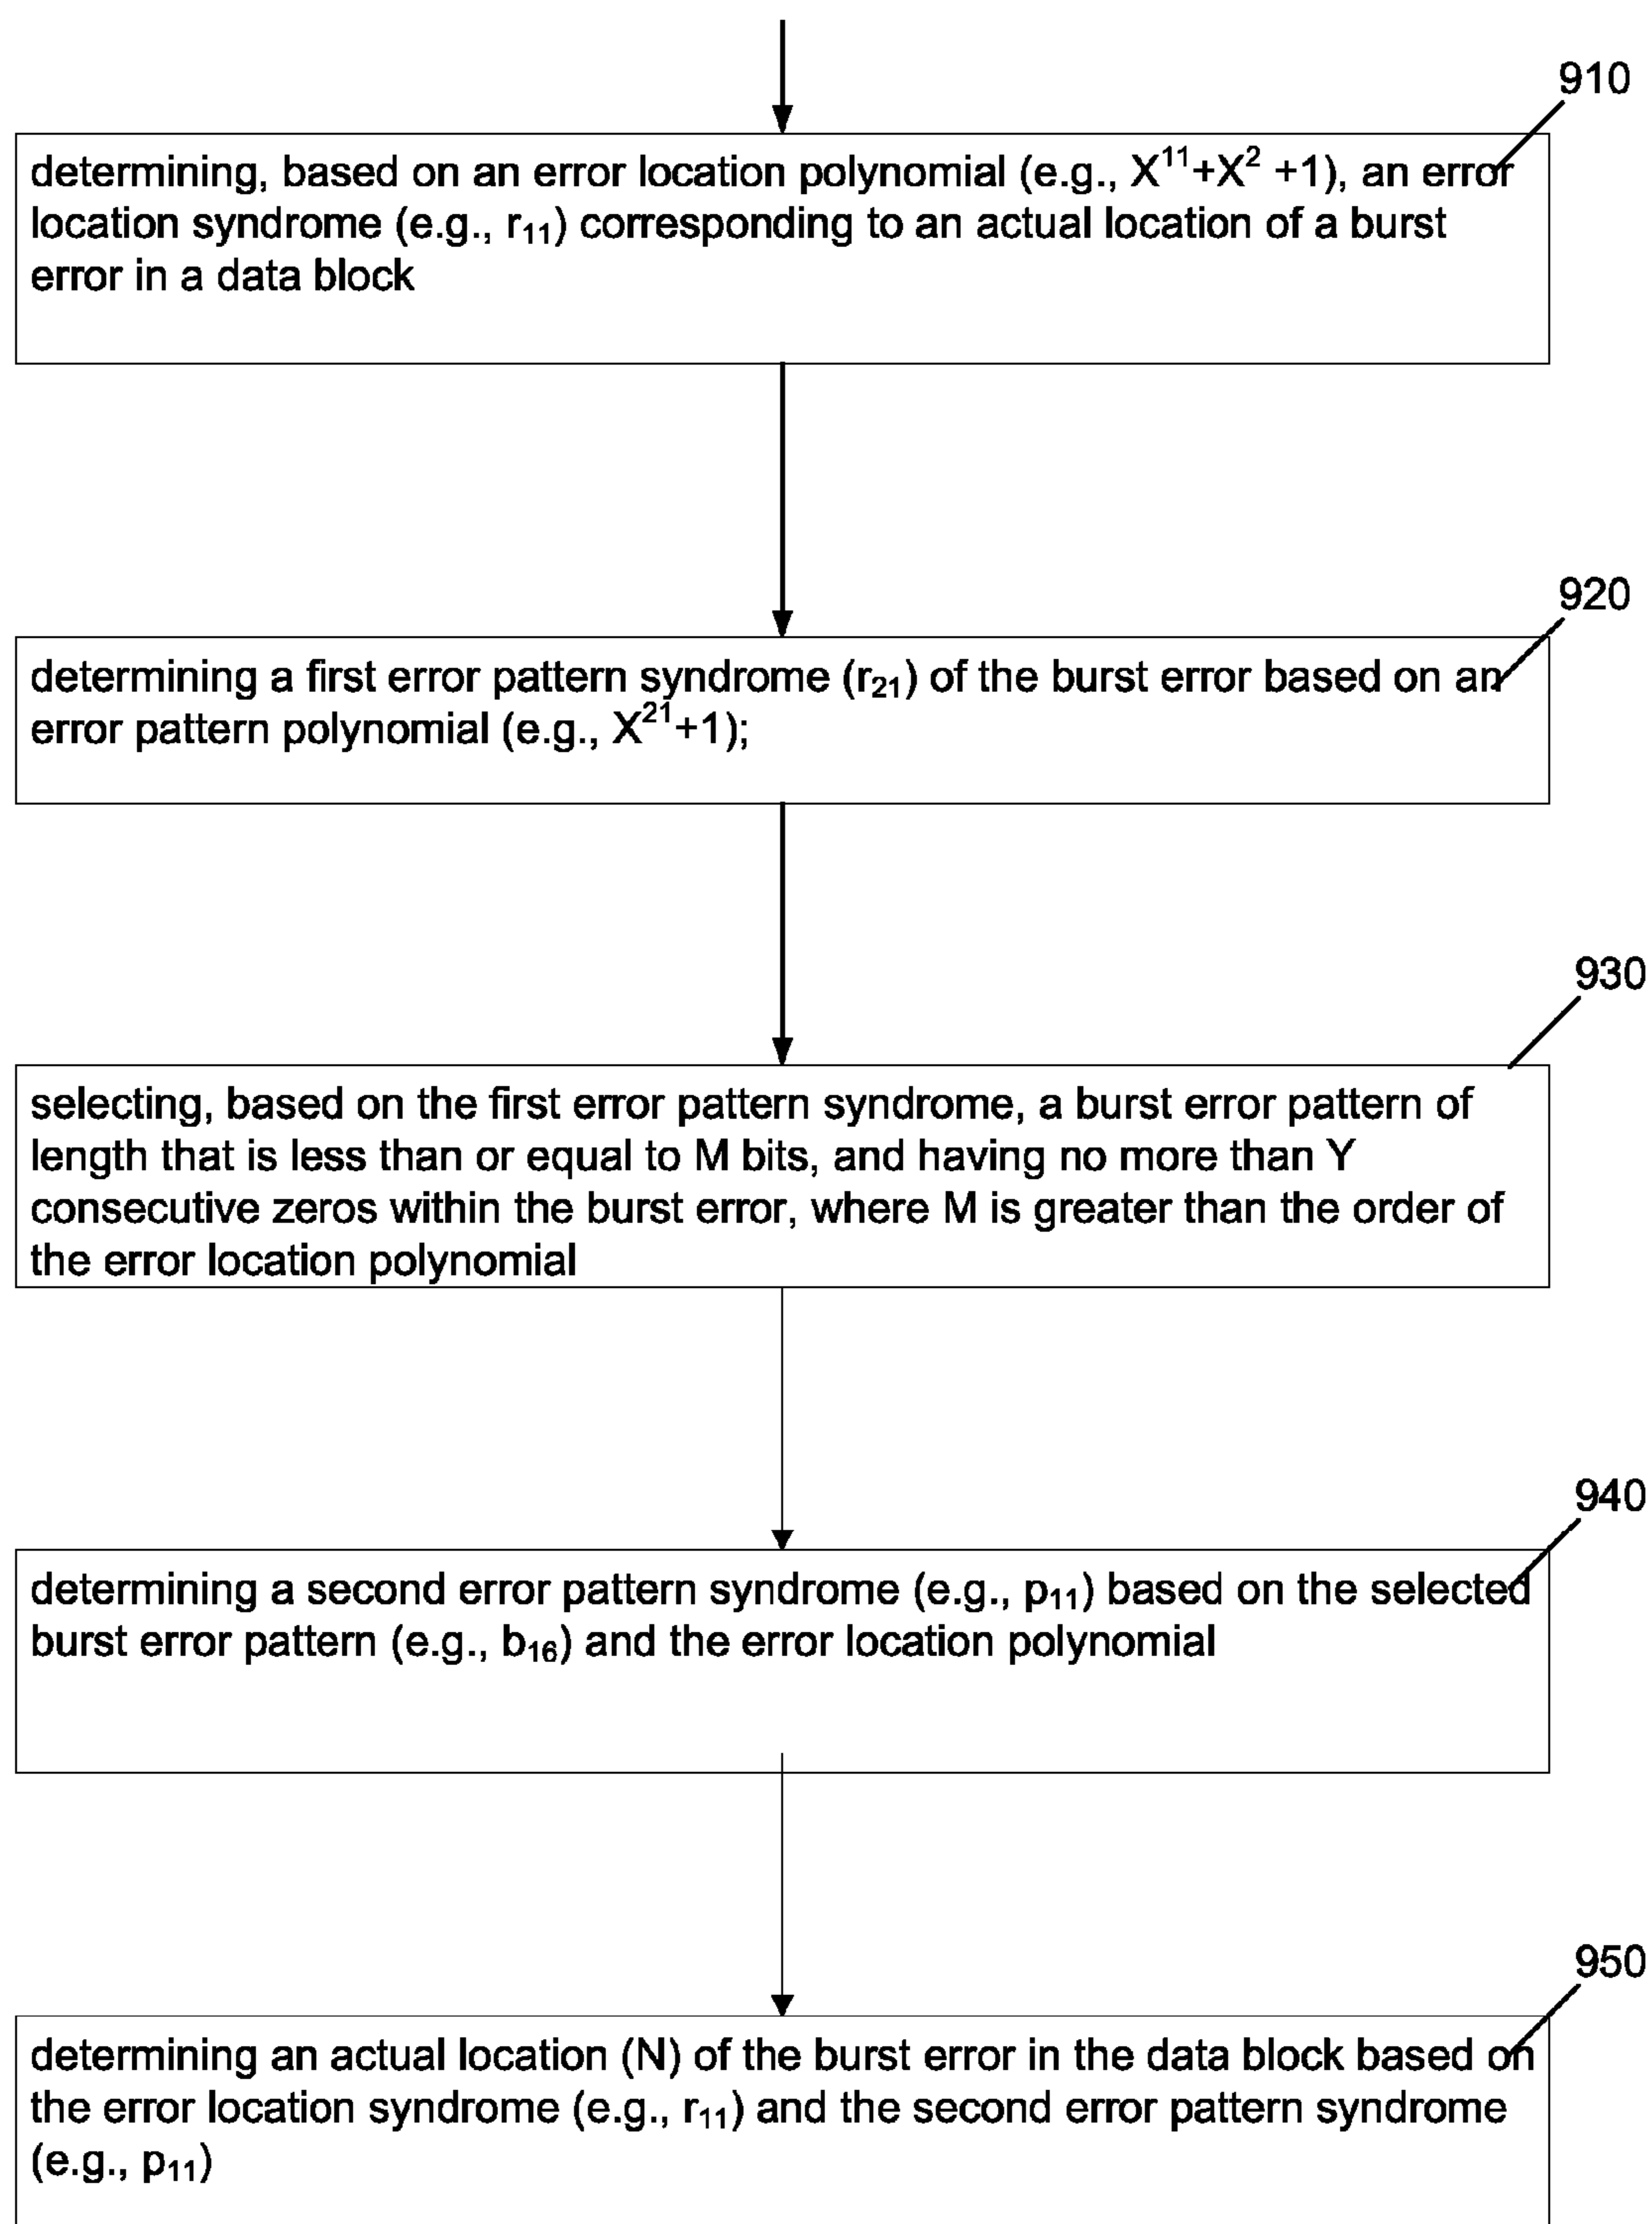 910
determining, based on an error location polynomial (e.g., X¹¹+X² +1), an error
location syndrome (e.g., r₁₁) corresponding to an actual location of a burst
error in a data block
920
determining a first error pattern syndrome (r₂₁) of the burst error based on an
error pattern polynomial (e.g., X²¹+1);
930
selecting, based on the first error pattern syndrome, a burst error pattern of
length that is less than or equal to M bits, and having no more than Y
consecutive zeros within the burst error, where M is greater than the order of
the error location polynomial
940
determining a second error pattern syndrome (e.g., p₁₁) based on the selected
burst error pattern (e.g., b₁₆) and the error location polynomial
950
determining an actual location (N) of the burst error in the data block based on
the error location syndrome (e.g., r₁₁) and the second error pattern syndrome
(e.g., p₁₁)